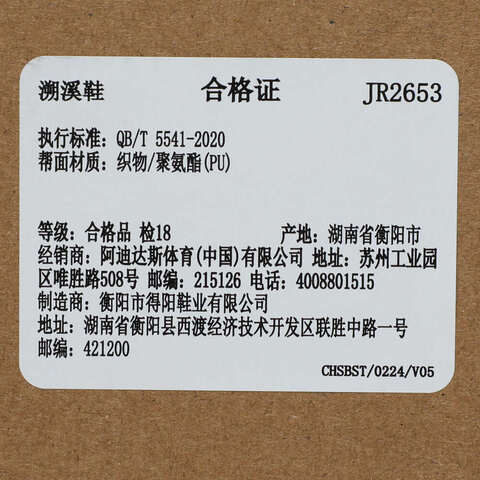 溯溪鞋 合格证 JR2653
执行标准：QB/T 5541-2020
帮面材质：织物/聚氨酯(PU)
等级：合格品 检18 产地：湖南省衡阳市
经销商：阿迪达斯体育(中国)有限公司 地址：苏州工业园
区唯胜路508号 邮编：215126 电话：4008801515
制造商：衡阳市得阳鞋业有限公司
地址：湖南省衡阳县西渡经济技术开发区联胜中路一号
邮编：421200
CHSBST/0224/V05